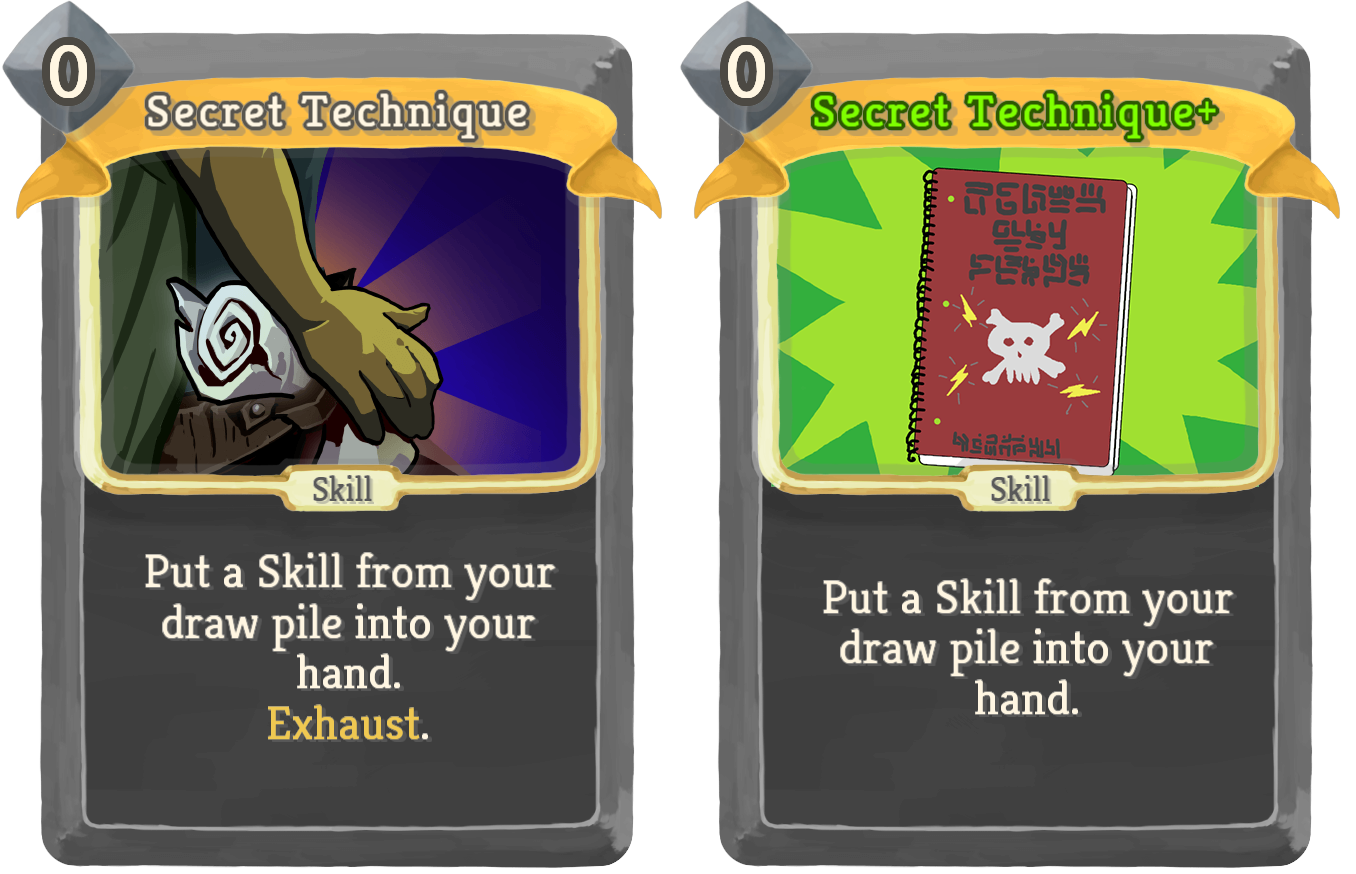 0
Secret Technique
Skill
Put a Skill from your
draw pile into your
hand.
Exhaust.
0
Secret Technique+
Skill
Put a Skill from your
draw pile into your
hand.